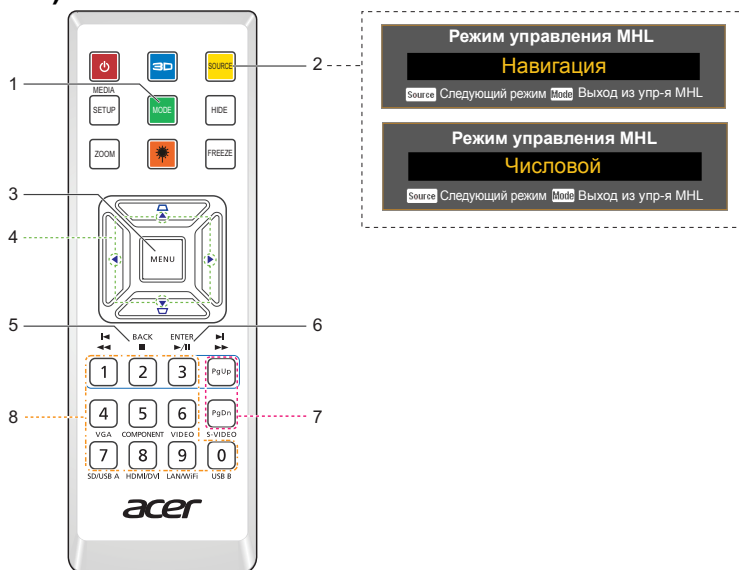 3D
SOURCE
MEDIA
SETUP
MODE
HIDE
ZOOM
FREEZE
MENU
BACK
ENTER
1
2
3
PgUp
4
5
6
PgDn
VGA
COMPONENT
VIDEO
S-VIDEO
7
8
9
0
SD/USB A
HDMI/DVI
LAN/WiFi
USB B
acer
1
2
3
4
5
6
7
8
Режим управления MHL
Навигация
Source Следующий режим Mode Выход из упр-я MHL
Режим управления MHL
Числовой
Source Следующий режим Mode Выход из упр-я MHL